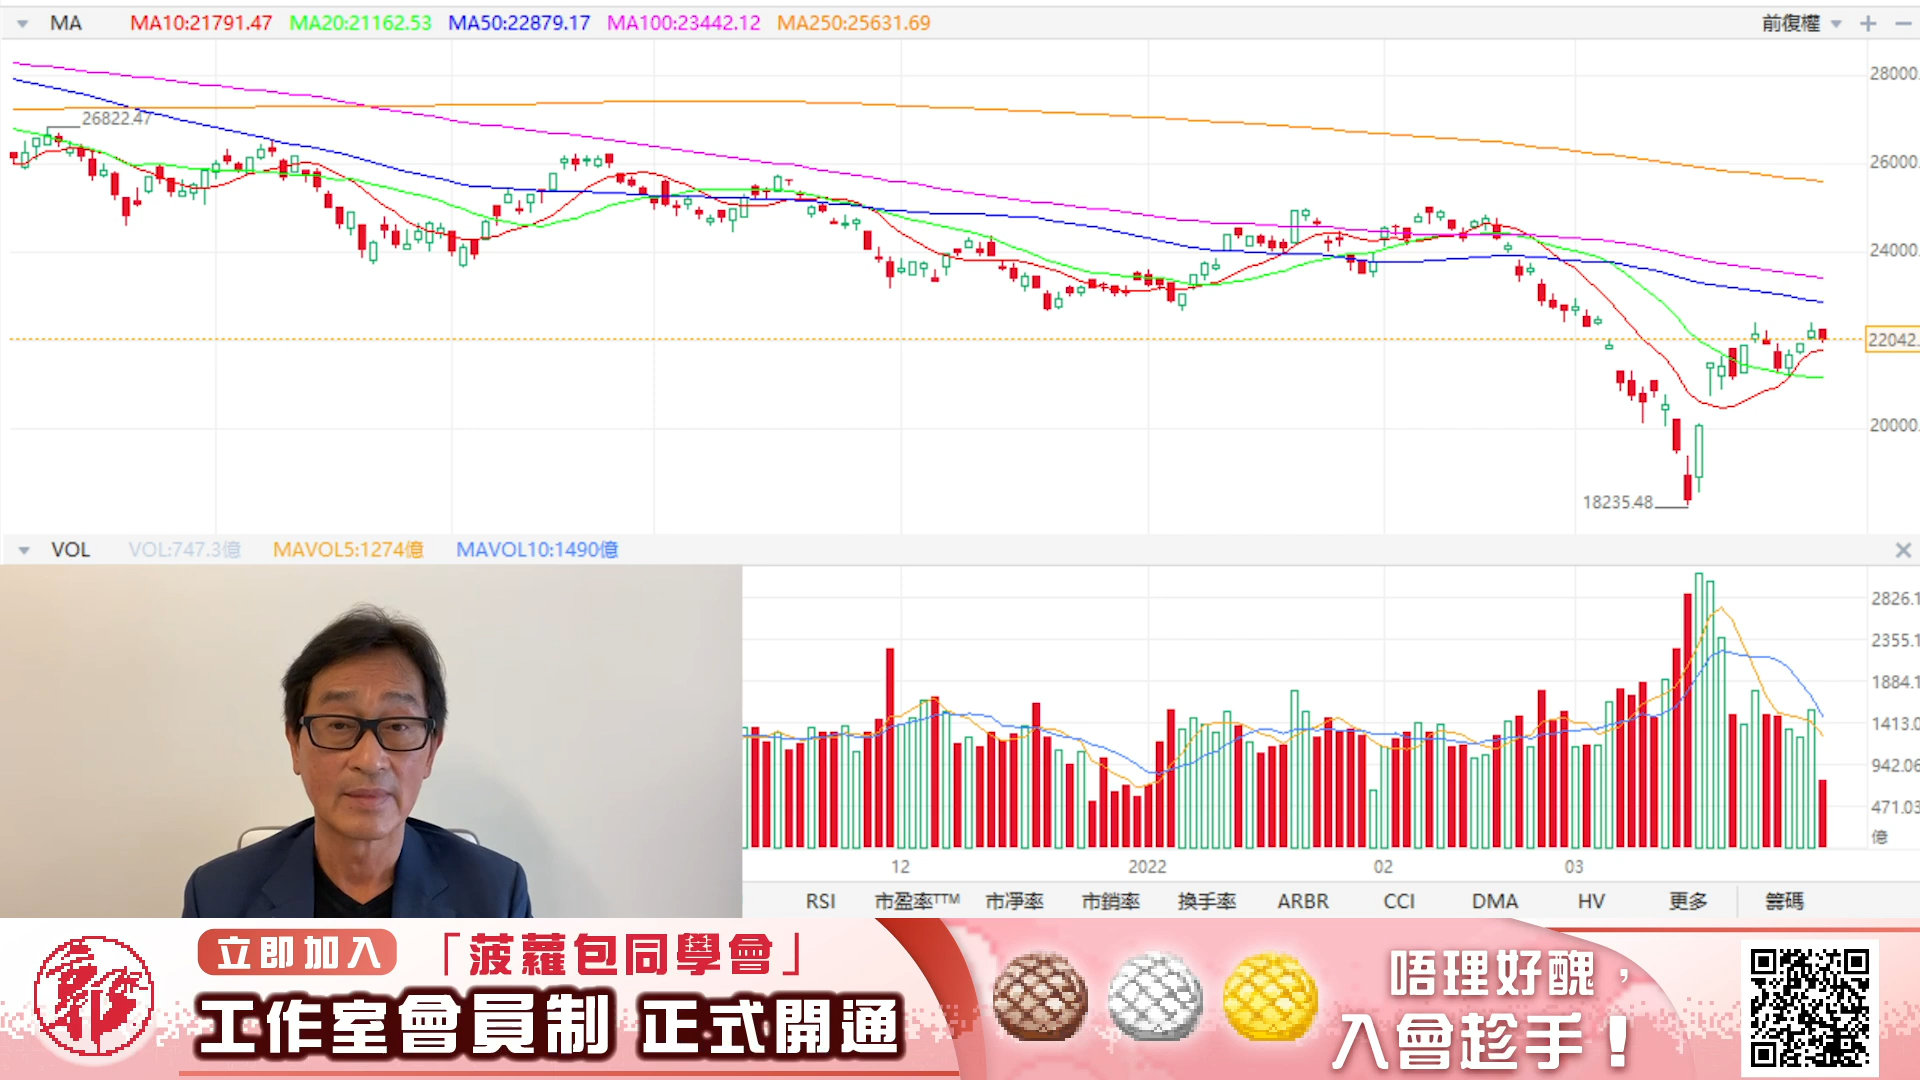 MA MA10:21791.47 MA20:21162.53 MA50:22879.17 MA100:23442.12 MA250:25631.69 前復權
28000.
26822.47
26000.
24000.
22042.
20000.
18235.48
VOL VOL:747.3億 MAVOL5:1274億 MAVOL10:1490億
2826.1
2355.1
1884.1
1413.0
942.06
471.03
億
12 2022 02 03
RSI 市盈率TTM 市凈率 市銷率 換手率 ARBR CCI DMA HV 更多 籌碼
立即加入 「菠蘿包同學會」
工作室會員制 正式開通
唔理好醜，
入會趁手！